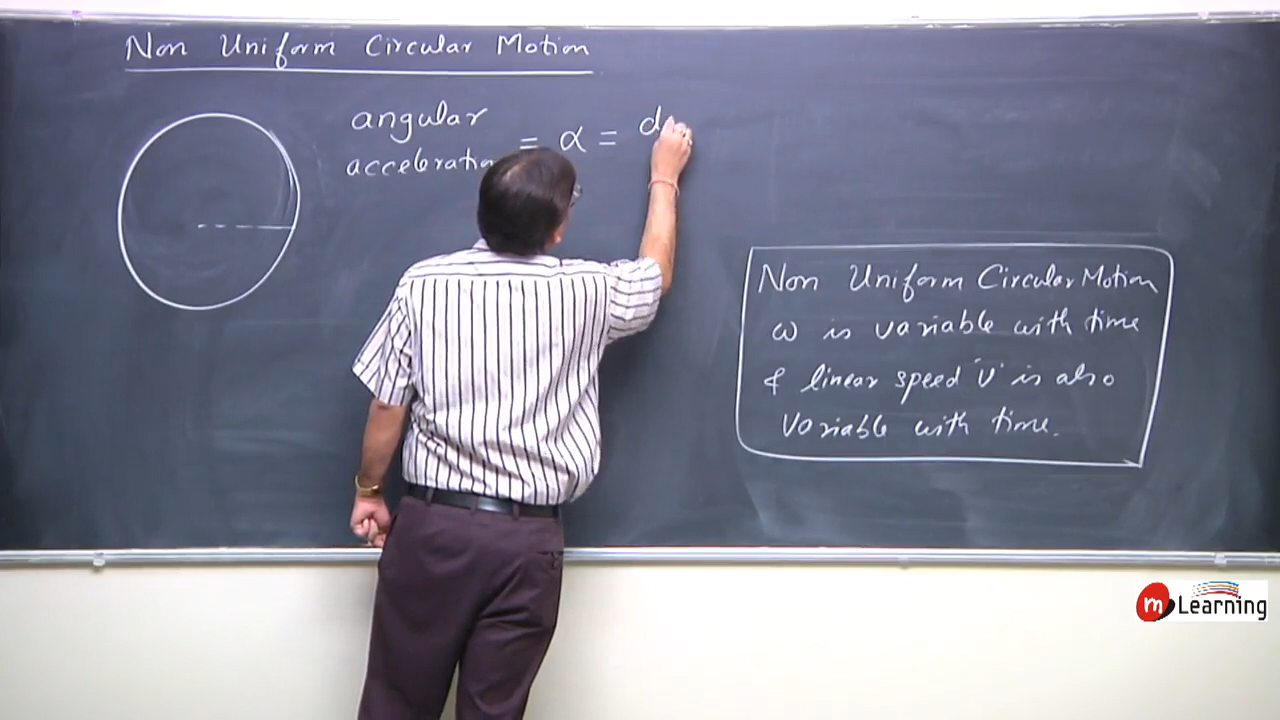 Non Uniform Circular Motion
angular
acceleration = α = d
Non Uniform Circular Motion
ω is variable with time
& linear speed 'v' is also
variable with time.
m Learning